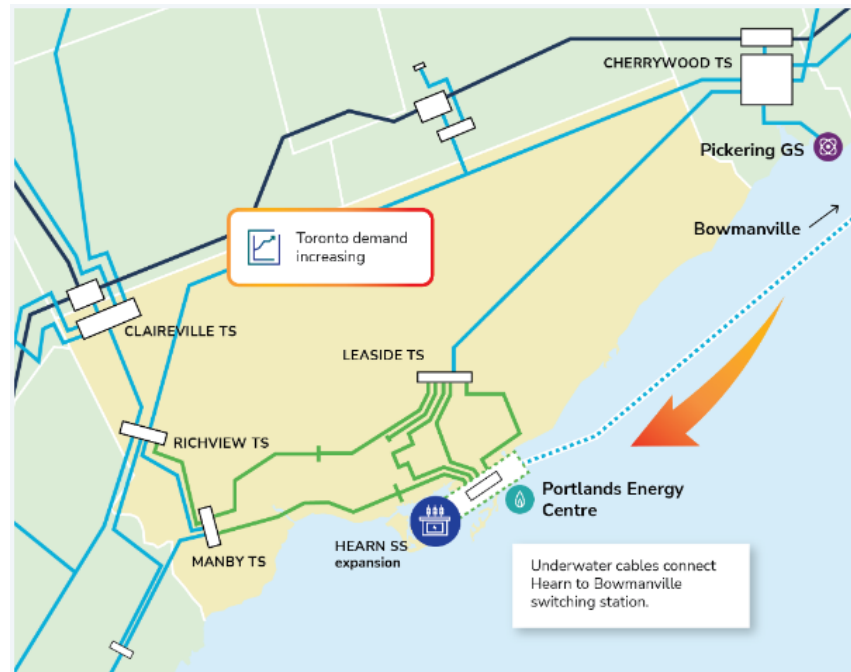 CHERRYWOOD TS
Pickering GS
Bowmanville
Toronto demand
increasing
CLAIREVILLE TS
LEASIDE TS
RICHVIEW TS
Portlands Energy
Centre
HEARN SS
expansion
MANBY TS
Underwater cables connect
Hearn to Bowmanville
switching station.